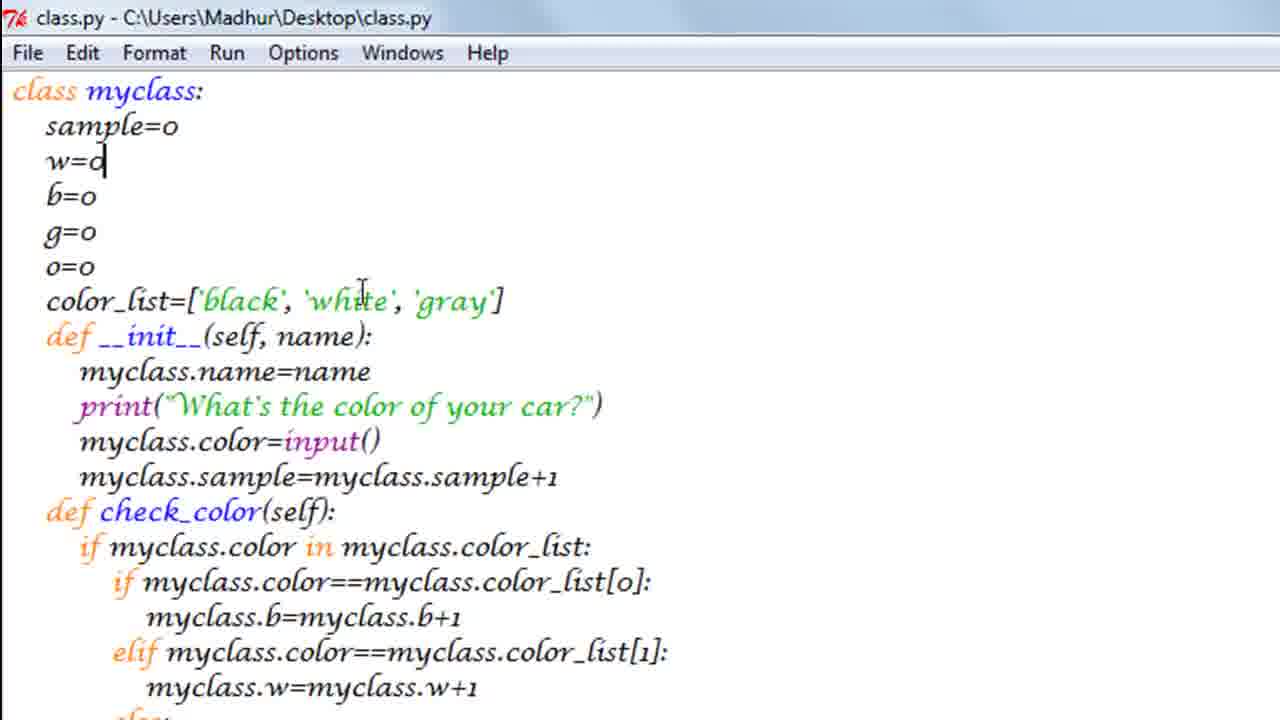 class.py - C:\Users\Madhur\Desktop\class.py
File Edit Format Run Options Windows Help
class myclass:
    sample=0
    w=0
    b=0
    g=0
    o=0
    color_list=['black', 'white', 'gray']
    def __init__(self, name):
        myclass.name=name
        print("What's the color of your car?")
        myclass.color=input()
        myclass.sample=myclass.sample+1
    def check_color(self):
        if myclass.color in myclass.color_list:
            if myclass.color==myclass.color_list[0]:
                myclass.b=myclass.b+1
            elif myclass.color==myclass.color_list[1]:
                myclass.w=myclass.w+1
            else: